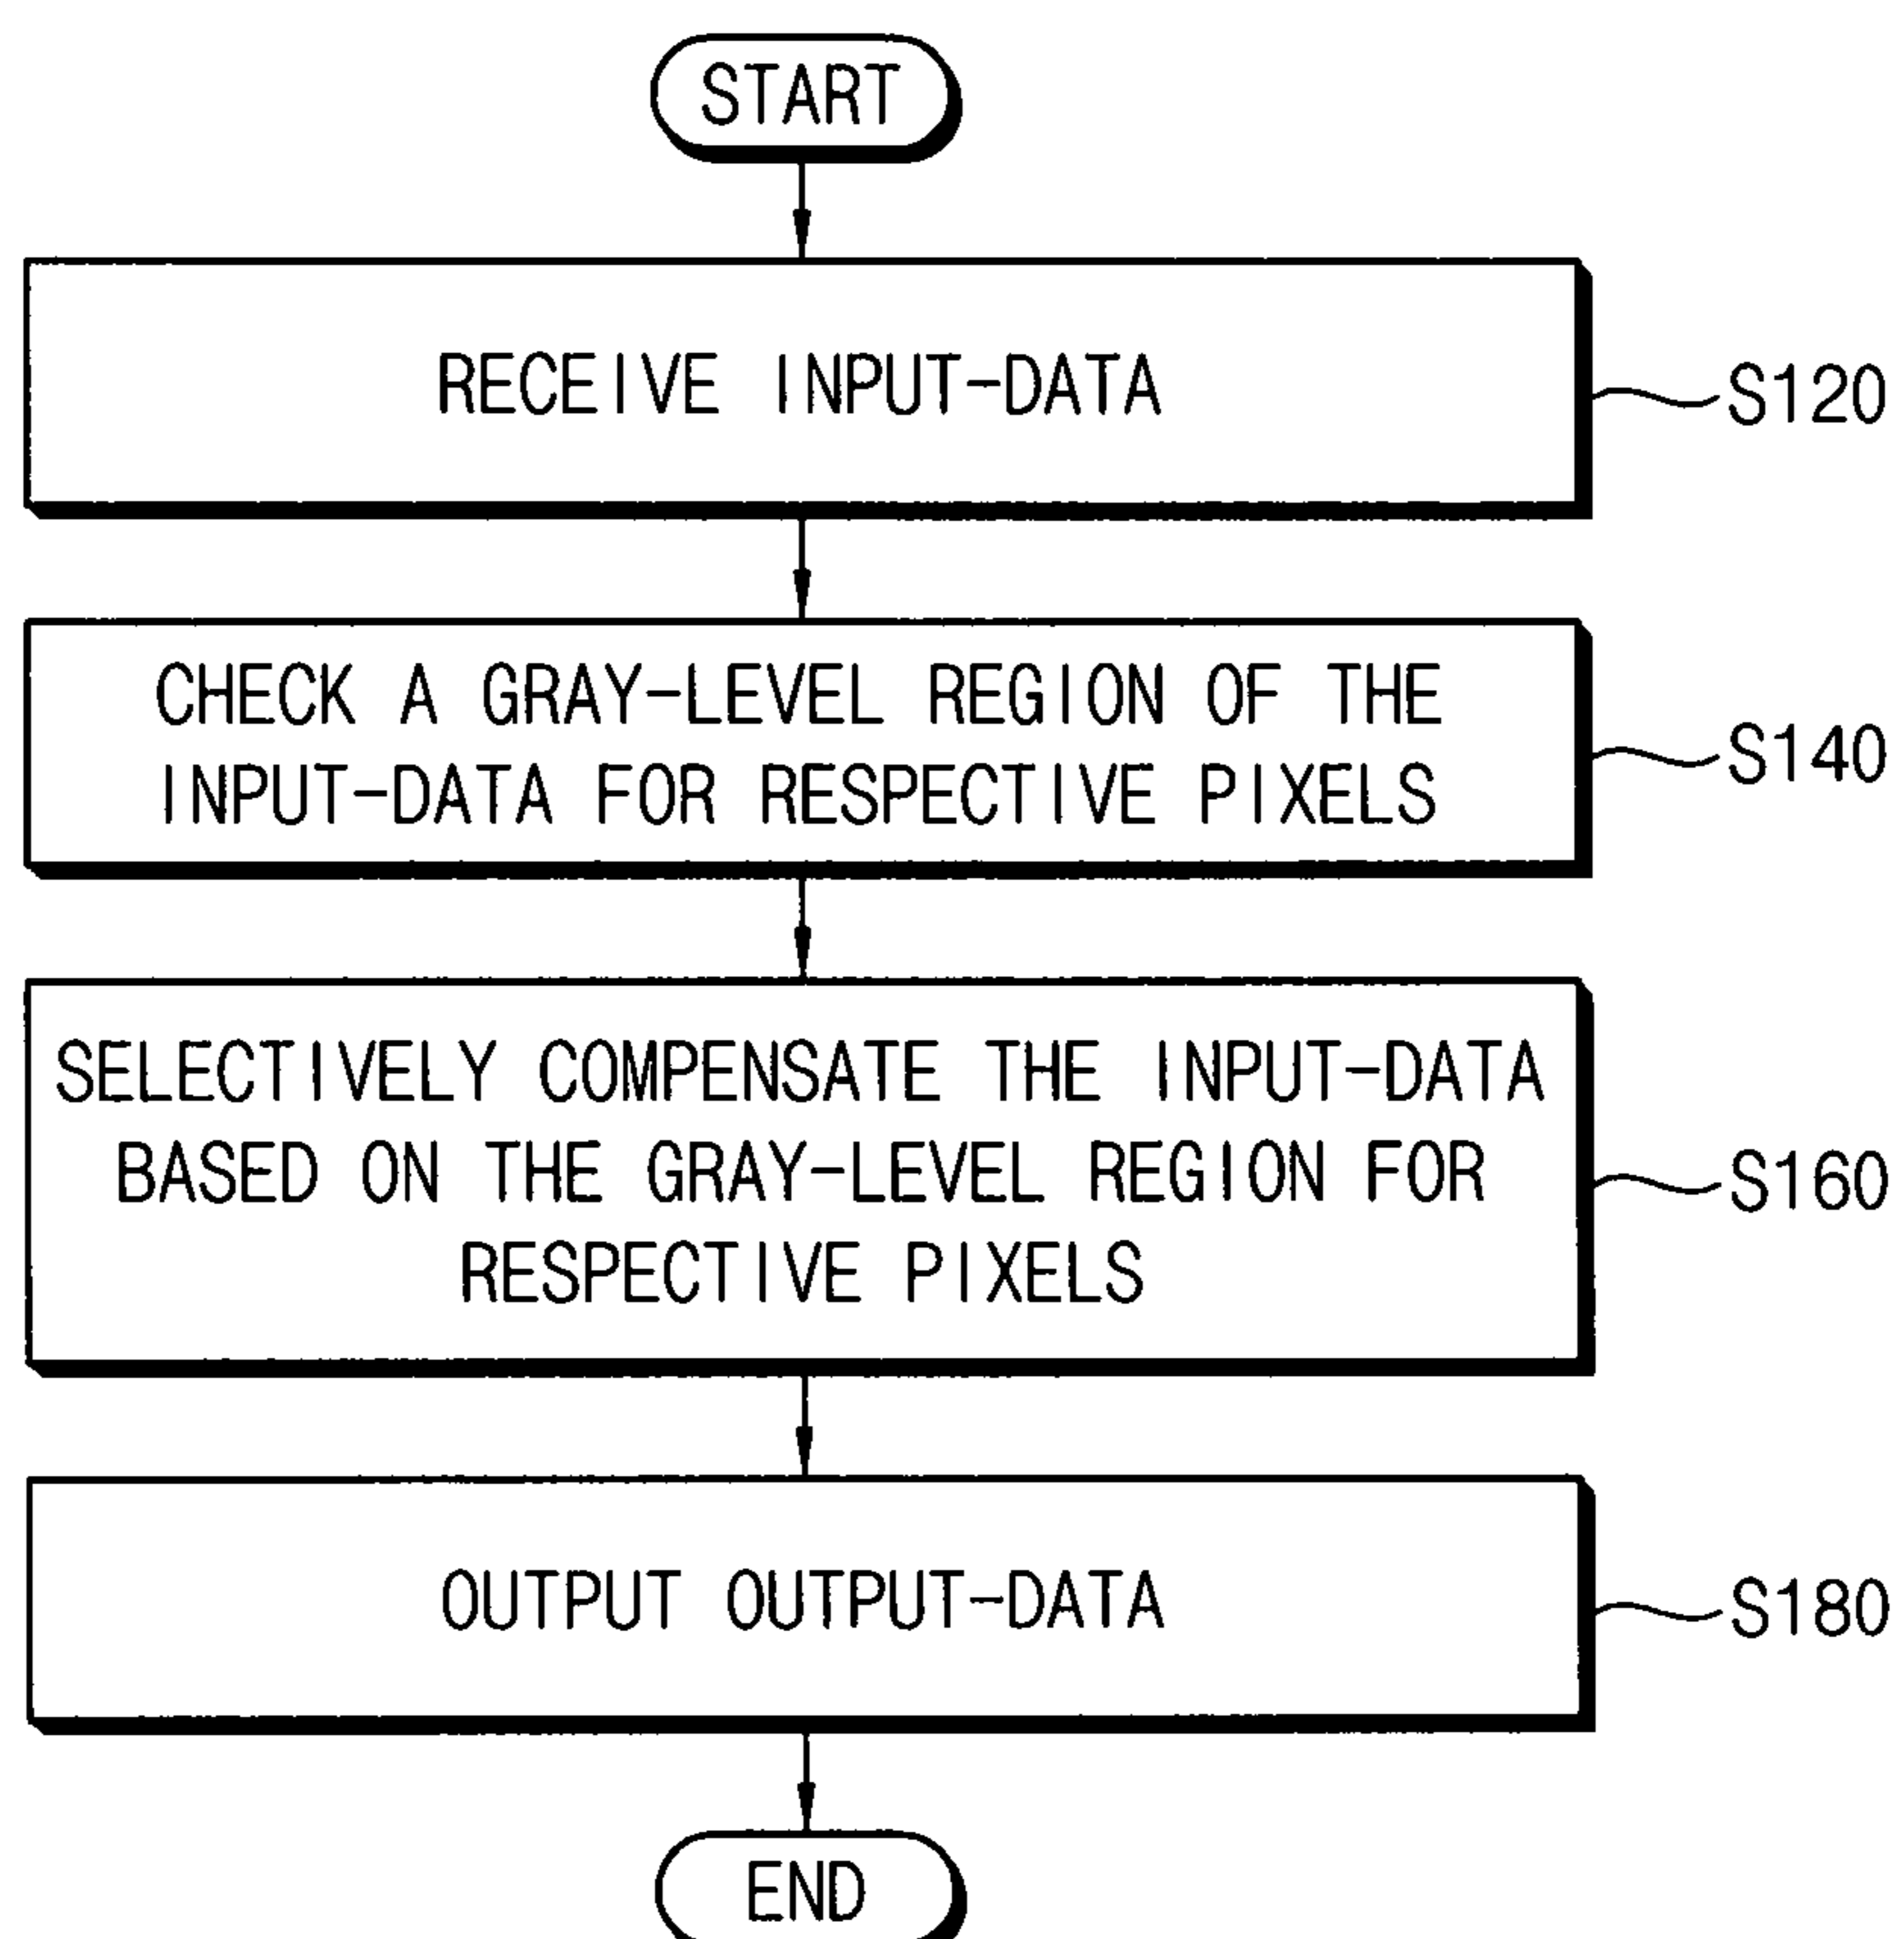 START
RECEIVE INPUT-DATA
S120
CHECK A GRAY-LEVEL REGION OF THE
INPUT-DATA FOR RESPECTIVE PIXELS
S140
SELECTIVELY COMPENSATE THE INPUT-DATA
BASED ON THE GRAY-LEVEL REGION FOR
RESPECTIVE PIXELS
S160
OUTPUT OUTPUT-DATA
S180
END